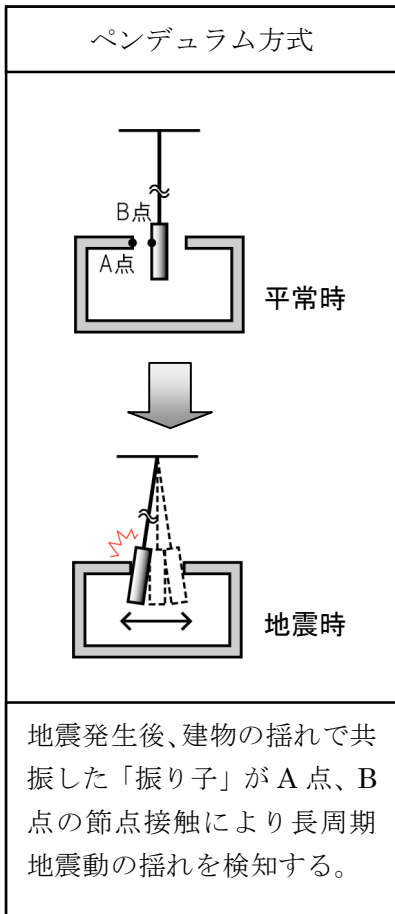 ペンデュラム方式
B点
A点
平常時
地震時
地震発生後、建物の揺れで共
振した「振り子」が A 点、B
点の節点接触により長周期
地震動の揺れを検知する。